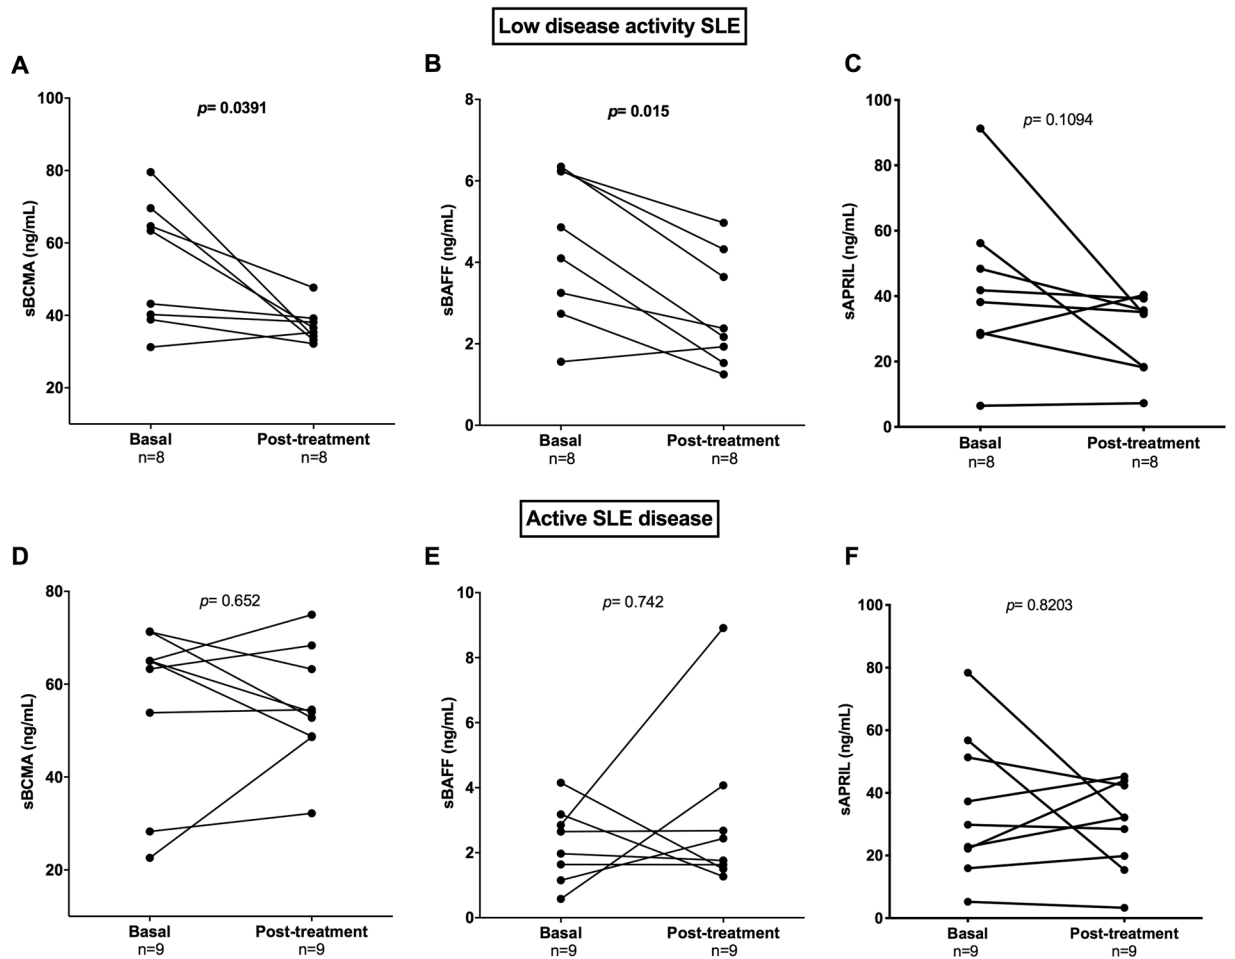 Low disease activity SLE
A
B
C
p= 0.0391
p= 0.015
p= 0.1094
100
80
60
40
20
sBCMA (ng/mL)
Basal
Post-treatment
n=8
n=8
8
6
4
2
0
sBAFF (ng/mL)
Basal
Post-treatment
n=8
n=8
100
80
60
40
20
0
sAPRIL (ng/mL)
Basal
Post-treatment
n=8
n=8
Active SLE disease
D
E
F
p= 0.652
p= 0.742
p= 0.8203
80
60
40
20
sBCMA (ng/mL)
Basal
Post-treatment
n=9
n=9
10
8
6
4
2
0
sBAFF (ng/mL)
Basal
Post-treatment
n=9
n=9
100
80
60
40
20
0
sAPRIL (ng/mL)
Basal
Post-treatment
n=9
n=9